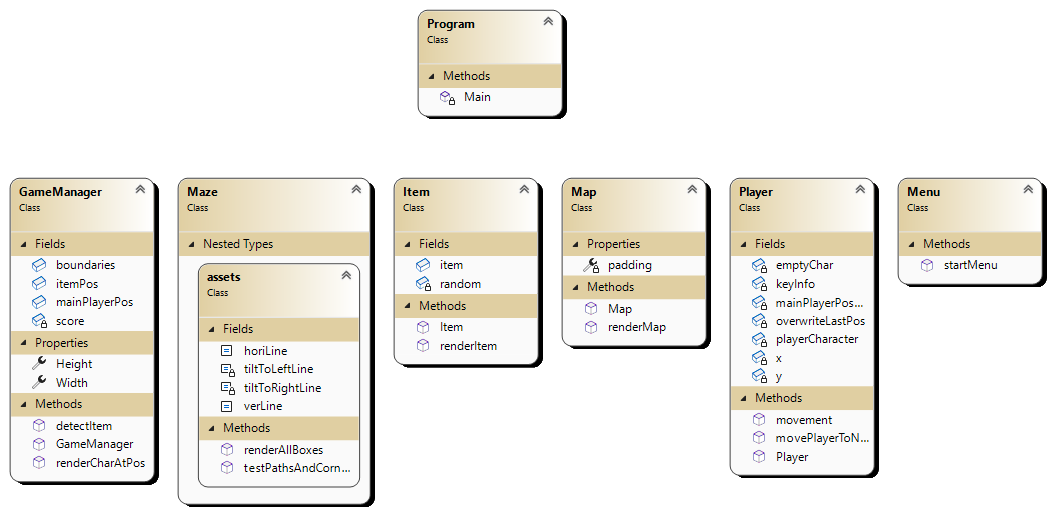 Program
Class
Methods
Main
GameManager
Class
Fields
boundaries
itemPos
mainPlayerPos
score
Properties
Height
Width
Methods
detectItem
GameManager
renderCharAtPos
Maze
Class
Nested Types
assets
Class
Fields
horiLine
tiltToLeftLine
tiltToRightLine
verLine
Methods
renderAllBoxes
testPathsAndCorn...
Item
Class
Fields
item
random
Methods
Item
renderItem
Map
Class
Properties
padding
Methods
Map
renderMap
Player
Class
Fields
emptyChar
keyInfo
mainPlayerPos...
overwriteLastPos
playerCharacter
x
y
Methods
movement
movePlayerToN...
Player
Menu
Class
Methods
startMenu